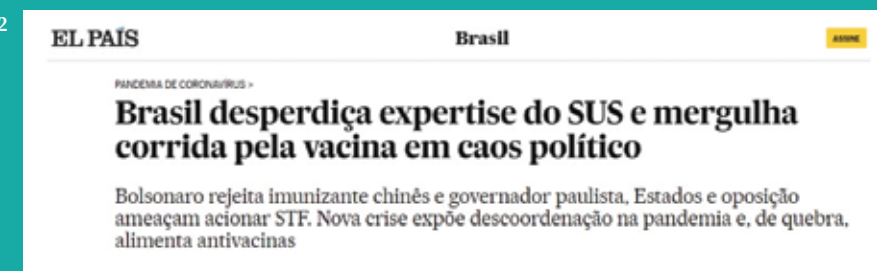 2
EL PAÍS Brasil ASSINE
PANDEMIA DE CORONAVÍRUS >
Brasil desperdiça expertise do SUS e mergulha
corrida pela vacina em caos político
Bolsonaro rejeita imunizante chinês e governador paulista, Estados e oposição
ameaçam acionar STF. Nova crise expõe descoordenação na pandemia e, de quebra,
alimenta antivacinas